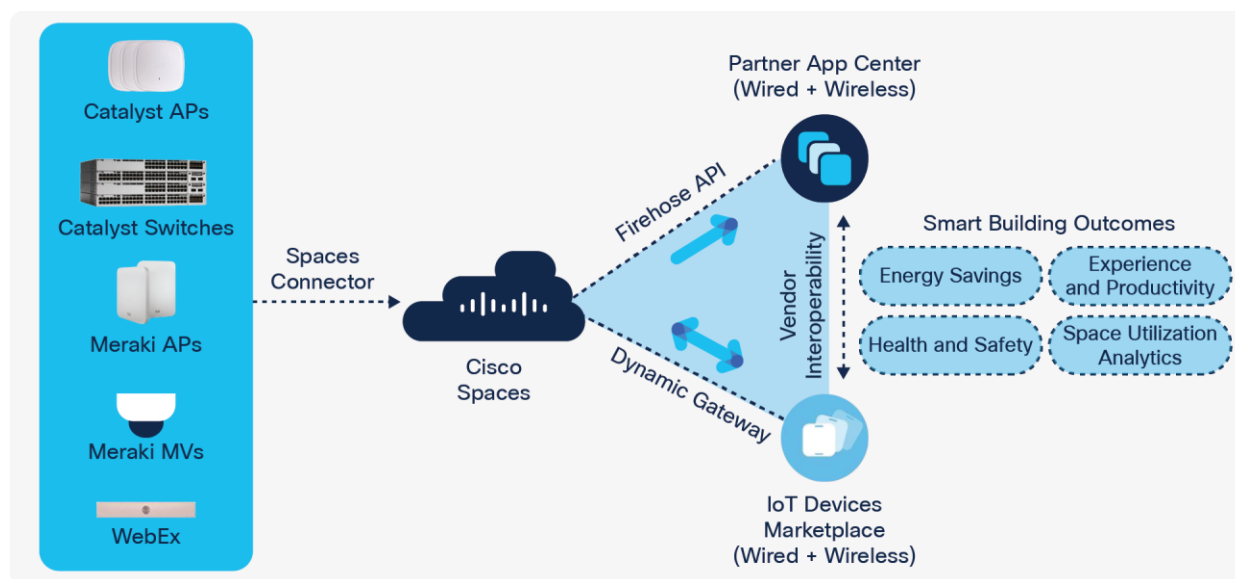 Catalyst APs
Catalyst Switches
Meraki APs
Meraki MVs
WebEx
Spaces
Connector
Cisco
Spaces
Firehose API
Dynamic Gateway
Partner App Center
(Wired + Wireless)
Vendor
Interoperability
IoT Devices
Marketplace
(Wired + Wireless)
Smart Building Outcomes
Energy Savings
Experience
and Productivity
Health and Safety
Space Utilization
Analytics